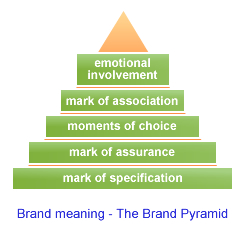 emotional
involvement
mark of association
moments of choice
mark of assurance
mark of specification
Brand meaning - The Brand Pyramid